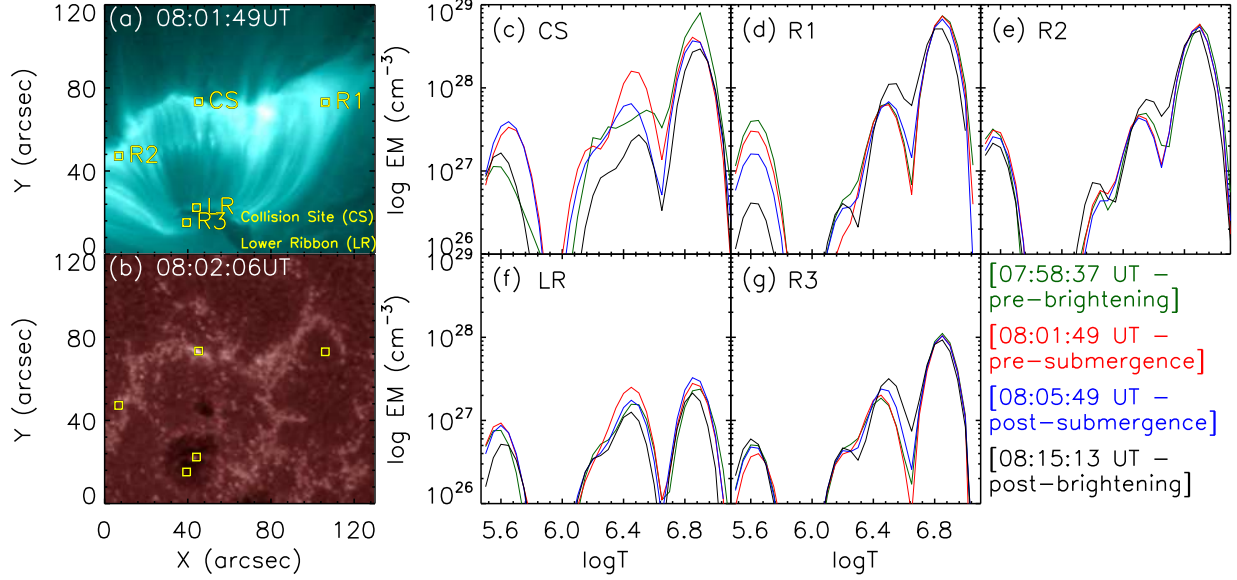 (a) 08:01:49UT
120
80
40
0
Y (arcsec)
CS
R1
R2
LR
R3
Collision Site (CS)
Lower Ribbon (LR)
(b) 08:02:06UT
120
80
40
0
Y (arcsec)
0 40 80 120
X (arcsec)
(c) CS
(d) R1
(e) R2
10^29
10^28
10^27
10^26
log EM (cm^−3)
(f) LR
(g) R3
10^29
10^28
10^27
10^26
log EM (cm^−3)
5.6 6.0 6.4 6.8
logT
5.6 6.0 6.4 6.8
logT
[07:58:37 UT −
pre−brightening]
[08:01:49 UT −
pre−submergence]
[08:05:49 UT −
post−submergence]
[08:15:13 UT −
post−brightening]